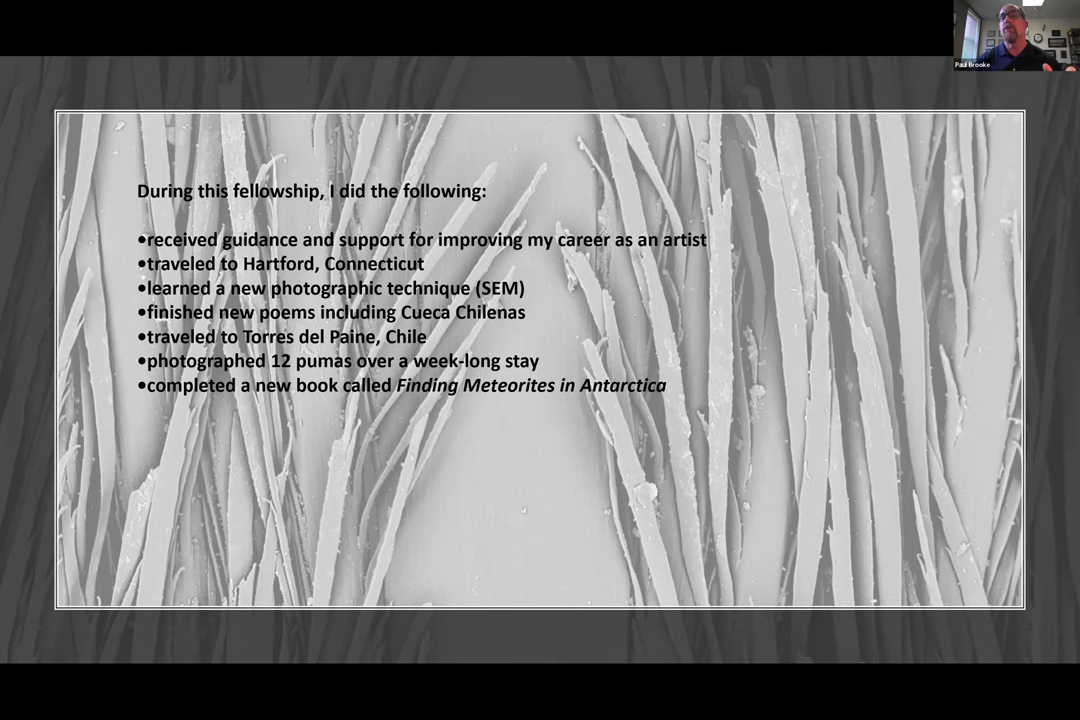 Paul Brooke
During this fellowship, I did the following:
•received guidance and support for improving my career as an artist
•traveled to Hartford, Connecticut
•learned a new photographic technique (SEM)
•finished new poems including Cueca Chilenas
•traveled to Torres del Paine, Chile
•photographed 12 pumas over a week-long stay
•completed a new book called Finding Meteorites in Antarctica